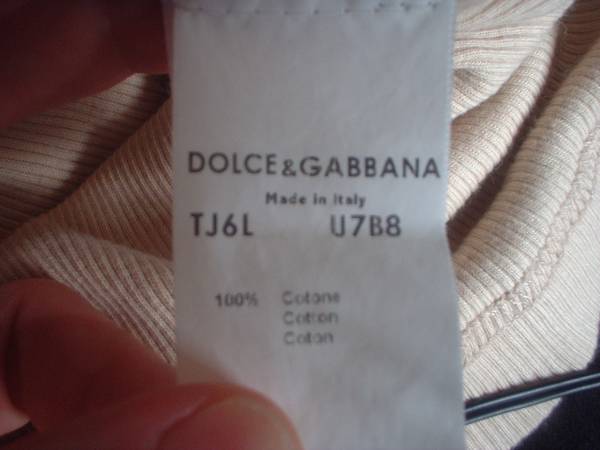 DOLCE&GABBANA
Made in Italy
TJ6L U7B8
100% Cotone
Cotton
Coton